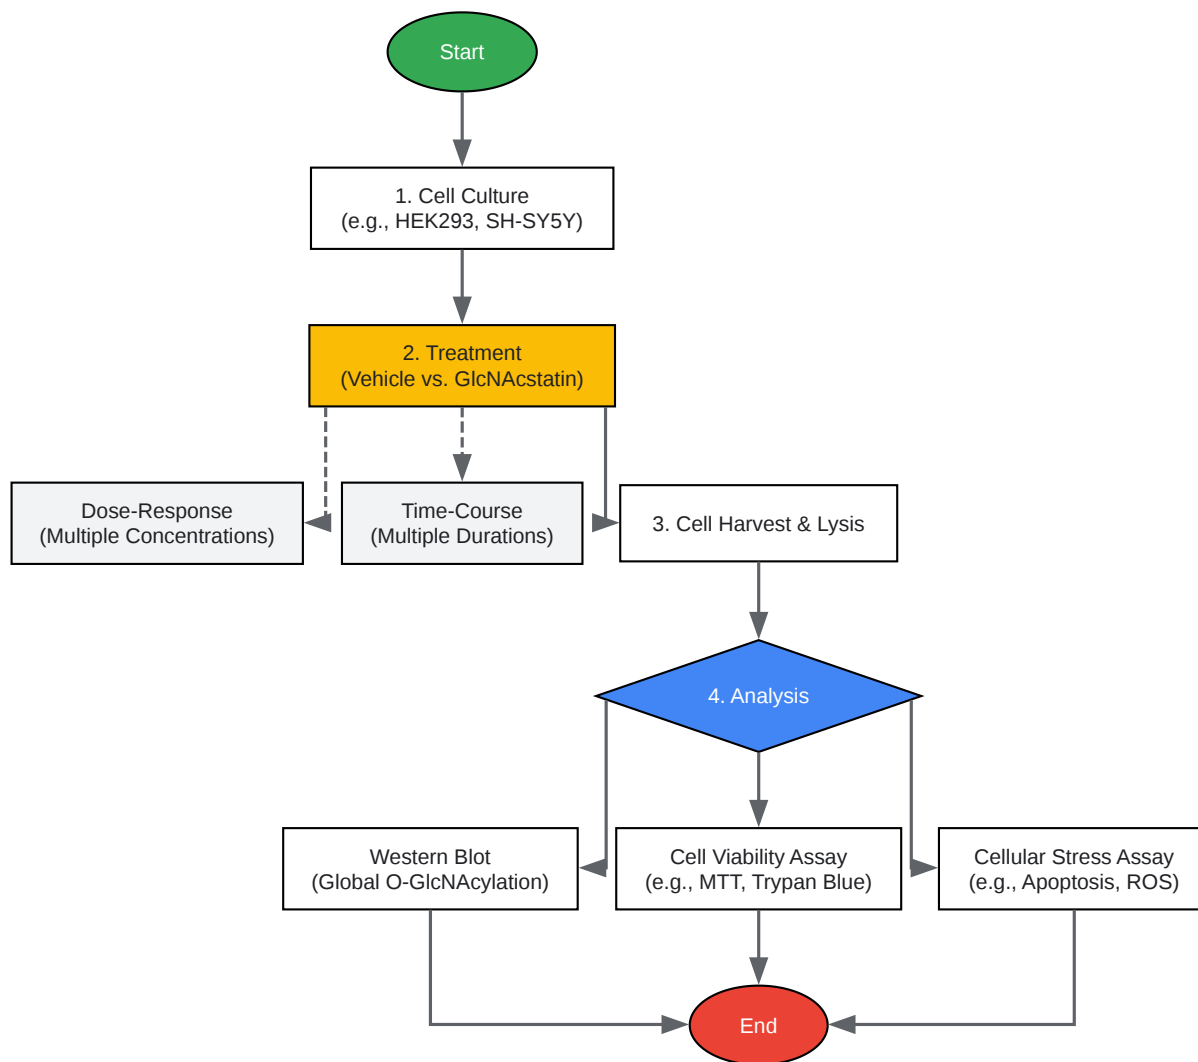 Start
1. Cell Culture
(e.g., HEK293, SH-SY5Y)
2. Treatment
(Vehicle vs. GlcNAcstatin)
Dose-Response
(Multiple Concentrations)
Time-Course
(Multiple Durations)
3. Cell Harvest & Lysis
4. Analysis
Western Blot
(Global O-GlcNAcylation)
Cell Viability Assay
(e.g., MTT, Trypan Blue)
Cellular Stress Assay
(e.g., Apoptosis, ROS)
End